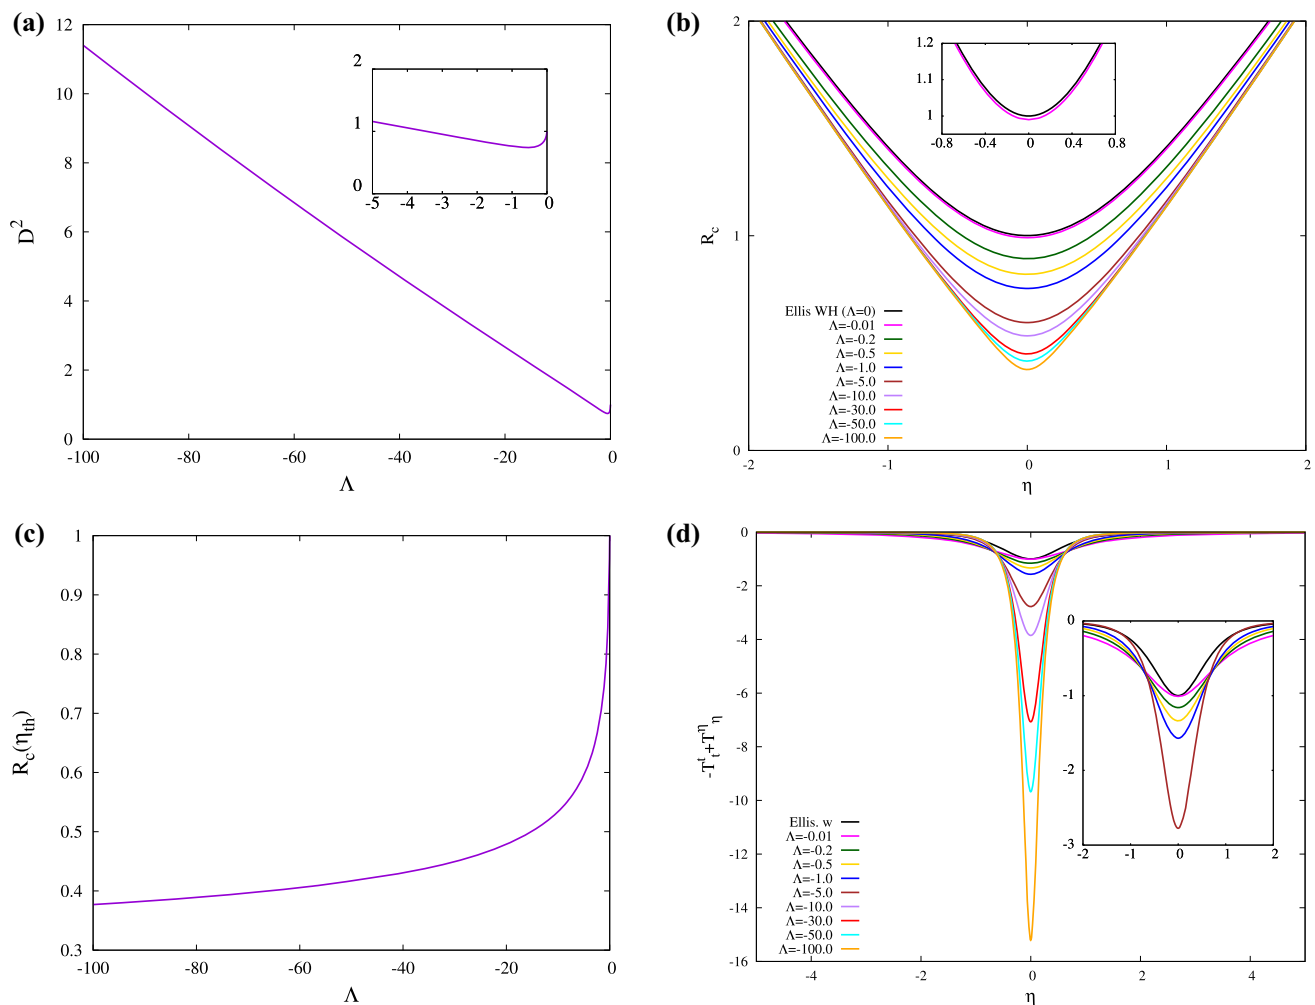 (a)
12
10
8
6
4
2
0
D²
-100
-80
-60
-40
-20
0
Λ
2
1
0
-5
-4
-3
-2
-1
0
(b)
2
1
0
R_c
-2
-1
0
1
2
η
1.2
1.1
1
-0.8
-0.4
0
0.4
0.8
Ellis WH (Λ=0)
Λ=-0.01
Λ=-0.2
Λ=-0.5
Λ=-1.0
Λ=-5.0
Λ=-10.0
Λ=-30.0
Λ=-50.0
Λ=-100.0
(c)
1
0.9
0.8
0.7
0.6
0.5
0.4
0.3
R_c(η_th)
-100
-80
-60
-40
-20
0
Λ
(d)
0
-2
-4
-6
-8
-10
-12
-14
-16
-T^t_t+T^η_η
-4
-2
0
2
4
η
0
-1
-2
-3
-2
-1
0
1
2
Ellis. w
Λ=-0.01
Λ=-0.2
Λ=-0.5
Λ=-1.0
Λ=-5.0
Λ=-10.0
Λ=-30.0
Λ=-50.0
Λ=-100.0